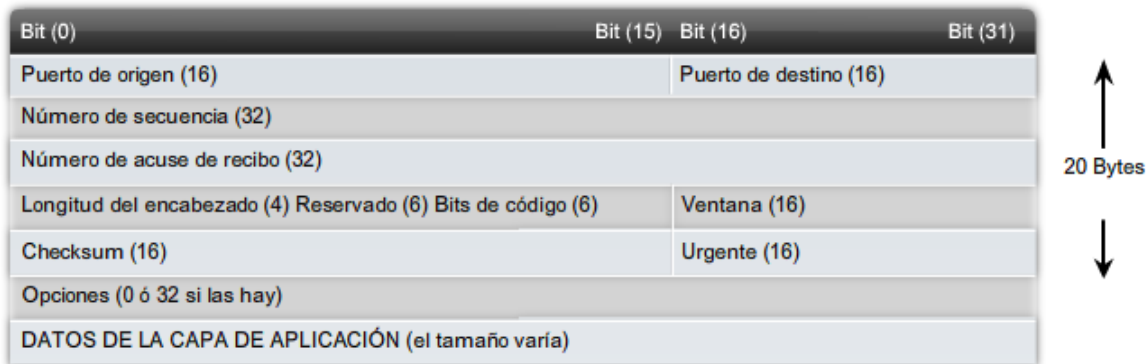 Bit (0) Bit (15) Bit (16) Bit (31)
Puerto de origen (16) Puerto de destino (16)
Número de secuencia (32)
Número de acuse de recibo (32)
20 Bytes
Longitud del encabezado (4) Reservado (6) Bits de código (6) Ventana (16)
Checksum (16) Urgente (16)
Opciones (0 ó 32 si las hay)
DATOS DE LA CAPA DE APLICACIÓN (el tamaño varía)